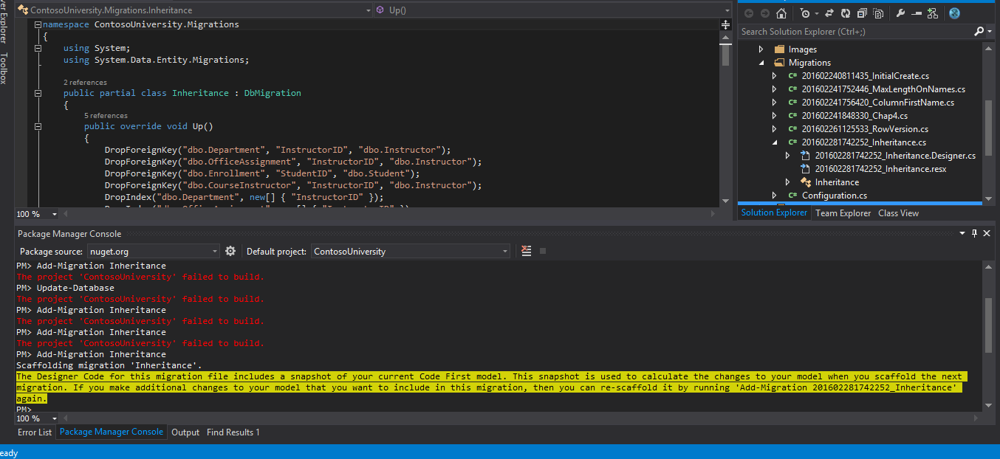 ver Explorer
Toolbox
ContosoUniversity.Migrations.Inheritance
Up()
namespace ContosoUniversity.Migrations
{
using System;
using System.Data.Entity.Migrations;
2 references
public partial class Inheritance : DbMigration
{
5 references
public override void Up()
{
DropForeignKey("dbo.Department", "InstructorID", "dbo.Instructor");
DropForeignKey("dbo.OfficeAssignment", "InstructorID", "dbo.Instructor");
DropForeignKey("dbo.Enrollment", "StudentID", "dbo.Student");
DropForeignKey("dbo.CourseInstructor", "InstructorID", "dbo.Instructor");
DropIndex("dbo.Department", new[] { "InstructorID" });
100 %
Search Solution Explorer (Ctrl+;)
Images
Migrations
C# 201602240811435_InitialCreate.cs
C# 201602241752446_MaxLengthOnNames.cs
C# 201602241756420_ColumnFirstName.cs
C# 201602241848330_Chap4.cs
C# 201602261125533_RowVersion.cs
C# 201602281742252_Inheritance.cs
201602281742252_Inheritance.Designer.cs
201602281742252_Inheritance.resx
Inheritance
C# Configuration.cs
Solution Explorer Team Explorer Class View
Package Manager Console
Package source: nuget.org Default project: ContosoUniversity
PM> Add-Migration Inheritance
The project 'ContosoUniversity' failed to build.
PM> Update-Database
The project 'ContosoUniversity' failed to build.
PM> Add-Migration Inheritance
The project 'ContosoUniversity' failed to build.
PM> Add-Migration Inheritance
The project 'ContosoUniversity' failed to build.
PM> Add-Migration Inheritance
Scaffolding migration 'Inheritance'.
The Designer Code for this migration file includes a snapshot of your current Code First model. This snapshot is used to calculate the changes to your model when you scaffold the next
migration. If you make additional changes to your model that you want to include in this migration, then you can re-scaffold it by running 'Add-Migration 201602281742252_Inheritance'
again.
PM>
100 %
Error List Package Manager Console Output Find Results 1
eady